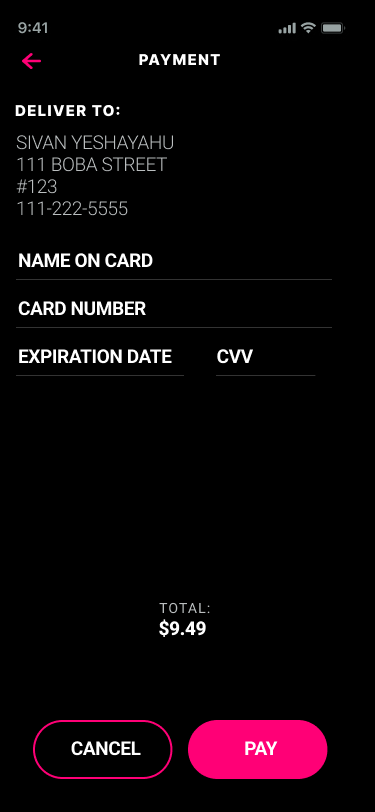 9:41
PAYMENT
DELIVER TO:
SIVAN YESHAYAHU
111 BOBA STREET
#123
111-222-5555
NAME ON CARD
CARD NUMBER
EXPIRATION DATE CVV
TOTAL:
$9.49
CANCEL PAY